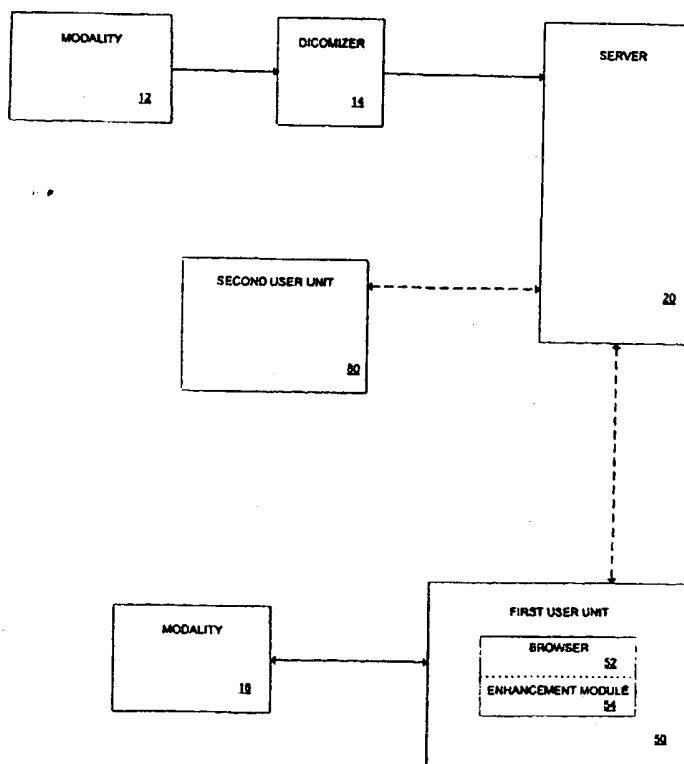 MODALITY
12
DICOMIZER
14
SERVER
20
SECOND USER UNIT
80
FIRST USER UNIT
BROWSER
52
ENHANCEMENT MODULE
54
50
MODALITY
16